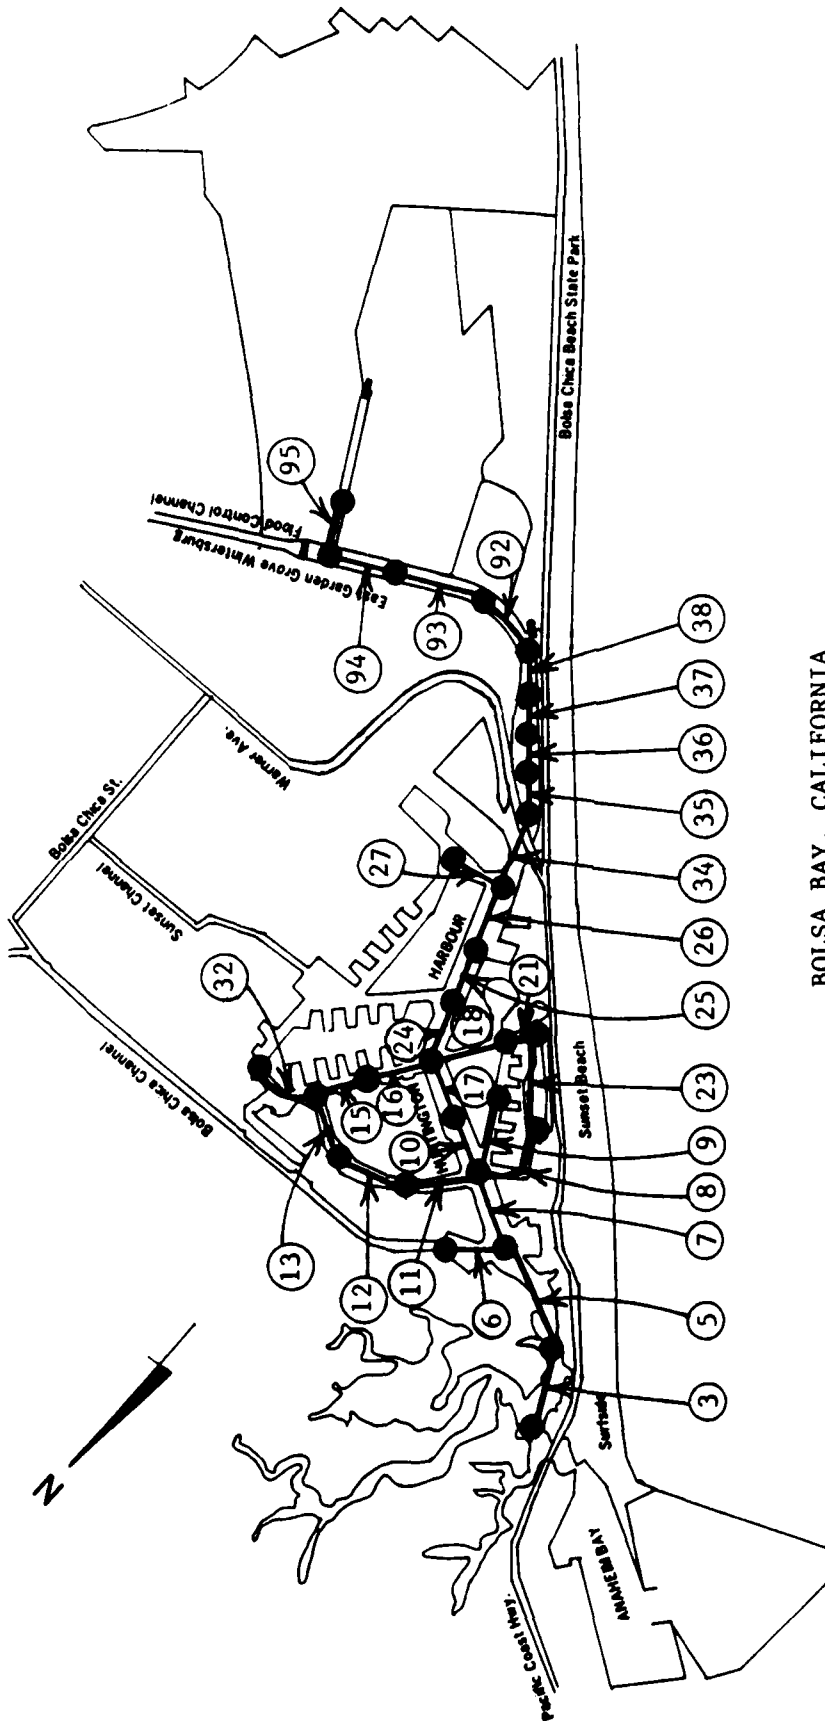 N
Pacific Coast Hwy.
ANAHEIM BAY
Surfside
Sunset Beach
Bolsa Chica Beach State Park
Bolsa Chica Channel
Sunset Channel
Bolsa Chica St.
Warner Ave.
East Garden Grove Wintersburg
Flood Control Channel
HUNTINGTON
HARBOUR
3
5
6
7
8
9
10
11
12
13
15
16
17
18
21
23
24
25
26
27
32
34
35
36
37
38
92
93
94
95
BOLSA BAY, CALIFORNIA